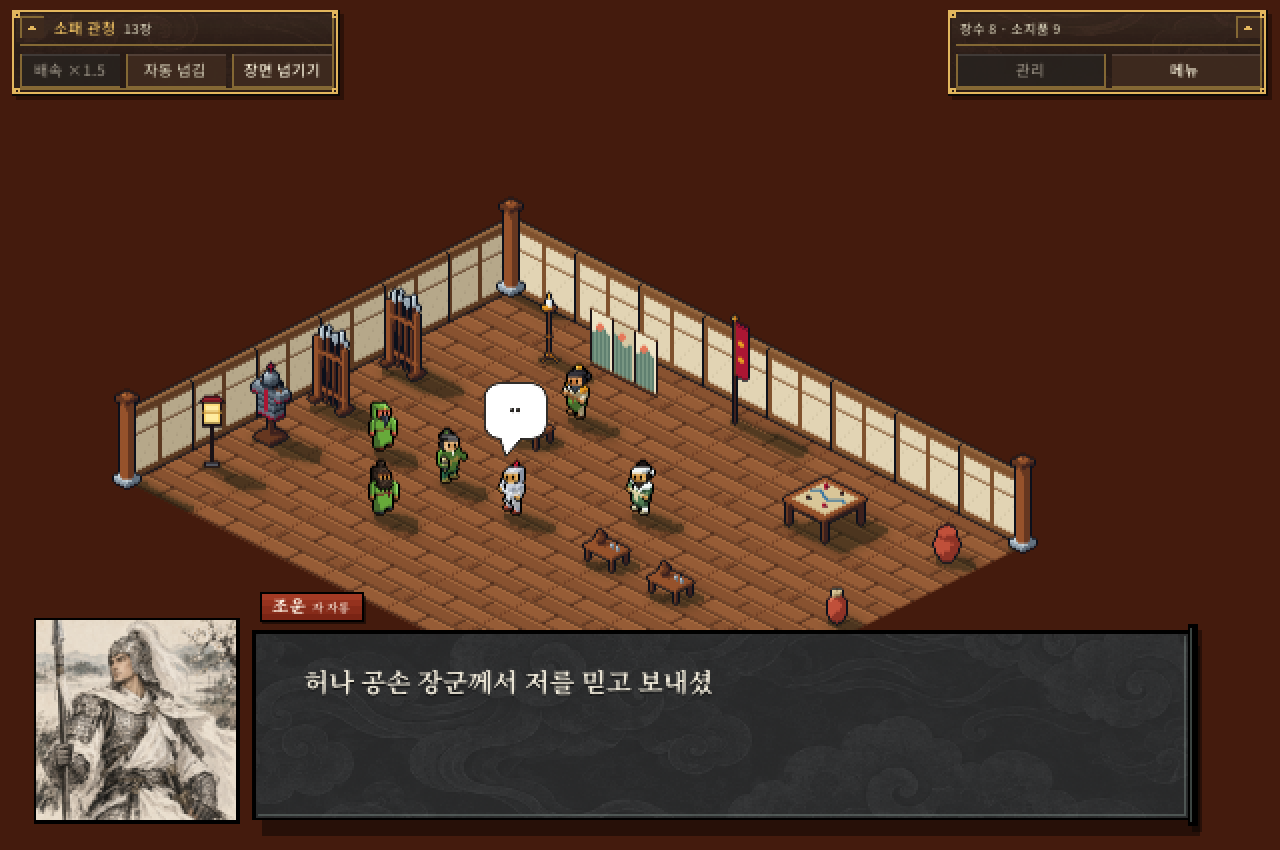 소패 관청 13장
배속 ×1.5 자동 넘김 장면 넘기기
장수 8 · 소지품 9
관리 메뉴
조운 자 자룡
허나 공손 장군께서 저를 믿고 보내셨